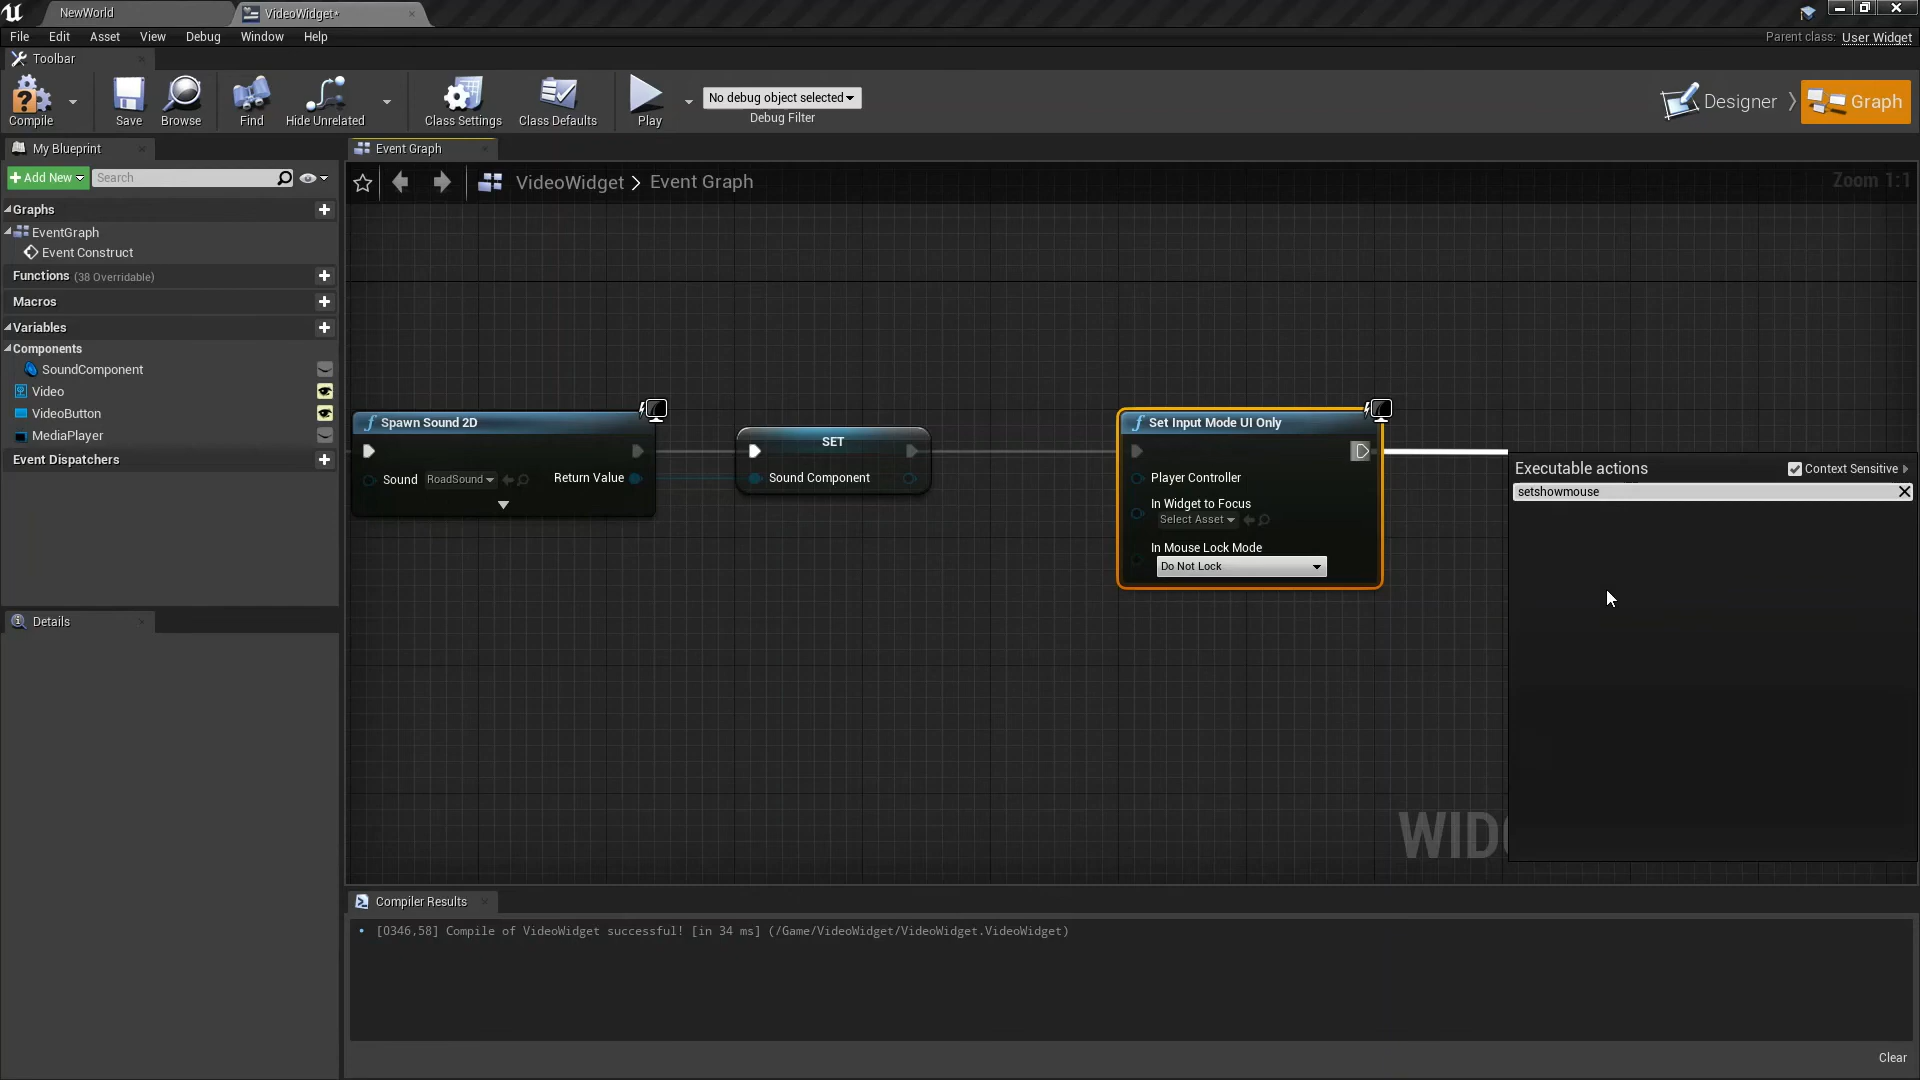 NewWorld
VideoWidget*
File Edit Asset View Debug Window Help
Parent class: User Widget
Toolbar
Compile
Save
Browse
Find
Hide Unrelated
Class Settings
Class Defaults
Play
No debug object selected
Debug Filter
Designer
Graph
My Blueprint
Add New
Search
Graphs
EventGraph
Event Construct
Functions (38 Overridable)
Macros
Variables
Components
SoundComponent
Video
VideoButton
MediaPlayer
Event Dispatchers
Details
Event Graph
VideoWidget > Event Graph
Zoom 1:1
Spawn Sound 2D
Sound RoadSound
Return Value
SET
Sound Component
Set Input Mode UI Only
Player Controller
In Widget to Focus
Select Asset
In Mouse Lock Mode
Do Not Lock
Executable actions
Context Sensitive
setshowmouse
WIDG
Compiler Results
[0346,58] Compile of VideoWidget successful! [in 34 ms] (/Game/VideoWidget/VideoWidget.VideoWidget)
Clear